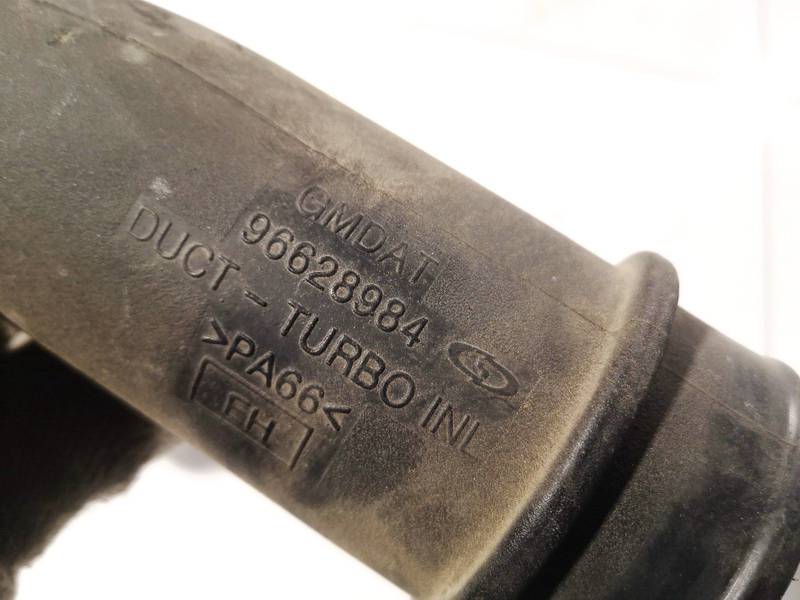 GMDAT
96628984
DUCT - TURBO INL
>PA66<
EH